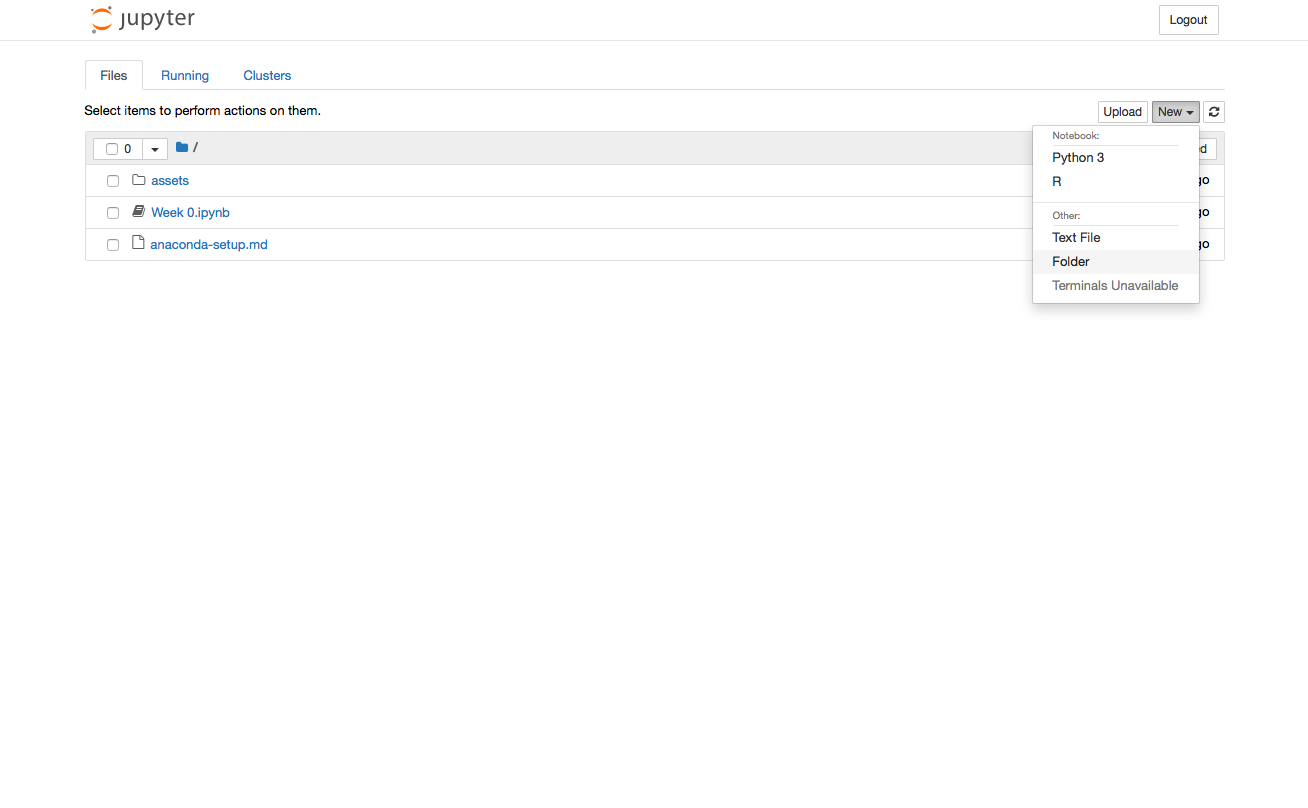 jupyter
Logout
Files Running Clusters
Select items to perform actions on them.
Upload New
Notebook:
0 /
Python 3
assets
R
Week 0.ipynb
Other:
Text File
anaconda-setup.md
Folder
Terminals Unavailable